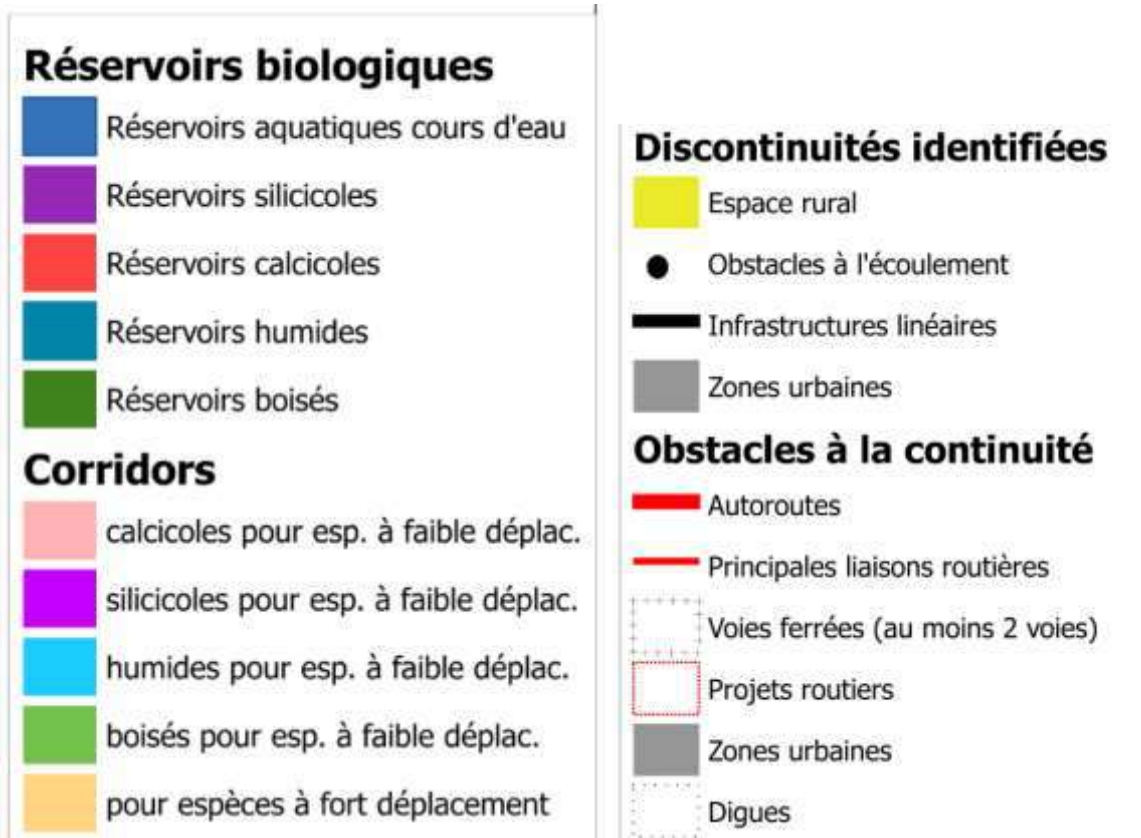 Réservoirs biologiques
Réservoirs aquatiques cours d'eau
Réservoirs silicicoles
Réservoirs calcicoles
Réservoirs humides
Réservoirs boisés
Corridors
calcicoles pour esp. à faible déplac.
silicicoles pour esp. à faible déplac.
humides pour esp. à faible déplac.
boisés pour esp. à faible déplac.
pour espèces à fort déplacement
Discontinuités identifiées
Espace rural
Obstacles à l'écoulement
Infrastructures linéaires
Zones urbaines
Obstacles à la continuité
Autoroutes
Principales liaisons routières
Voies ferrées (au moins 2 voies)
Projets routiers
Zones urbaines
Digues